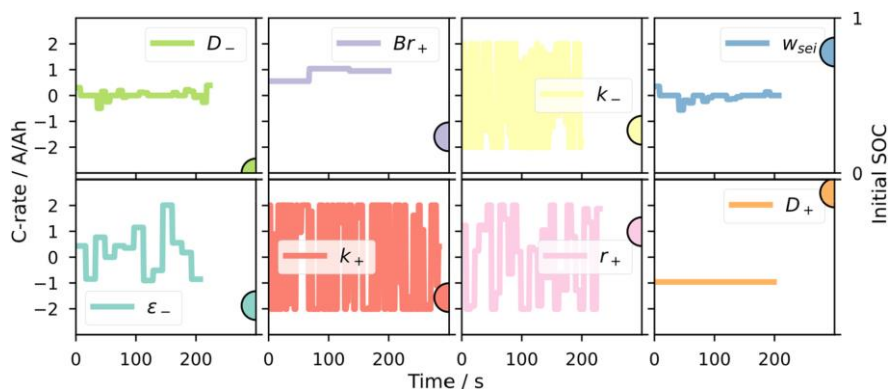 1
2 D₋ Br₊ k₋ w_sei
1
0
−1
−2
0
2 ε₋ k₊ r₊ D₊
1
0
−1
−2
0 100 200 0 100 200 0 100 200 0 100 200
C-rate / A/Ah
Time / s
Initial SOC